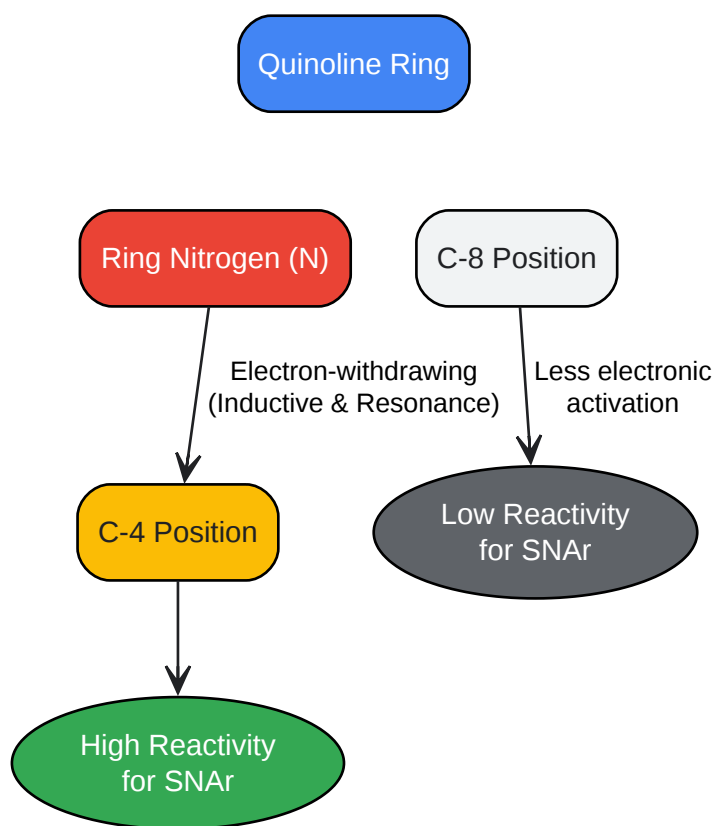 Quinoline Ring
Ring Nitrogen (N)
C-8 Position
Electron-withdrawing
(Inductive & Resonance)
Less electronic
activation
C-4 Position
Low Reactivity
for SNAr
High Reactivity
for SNAr